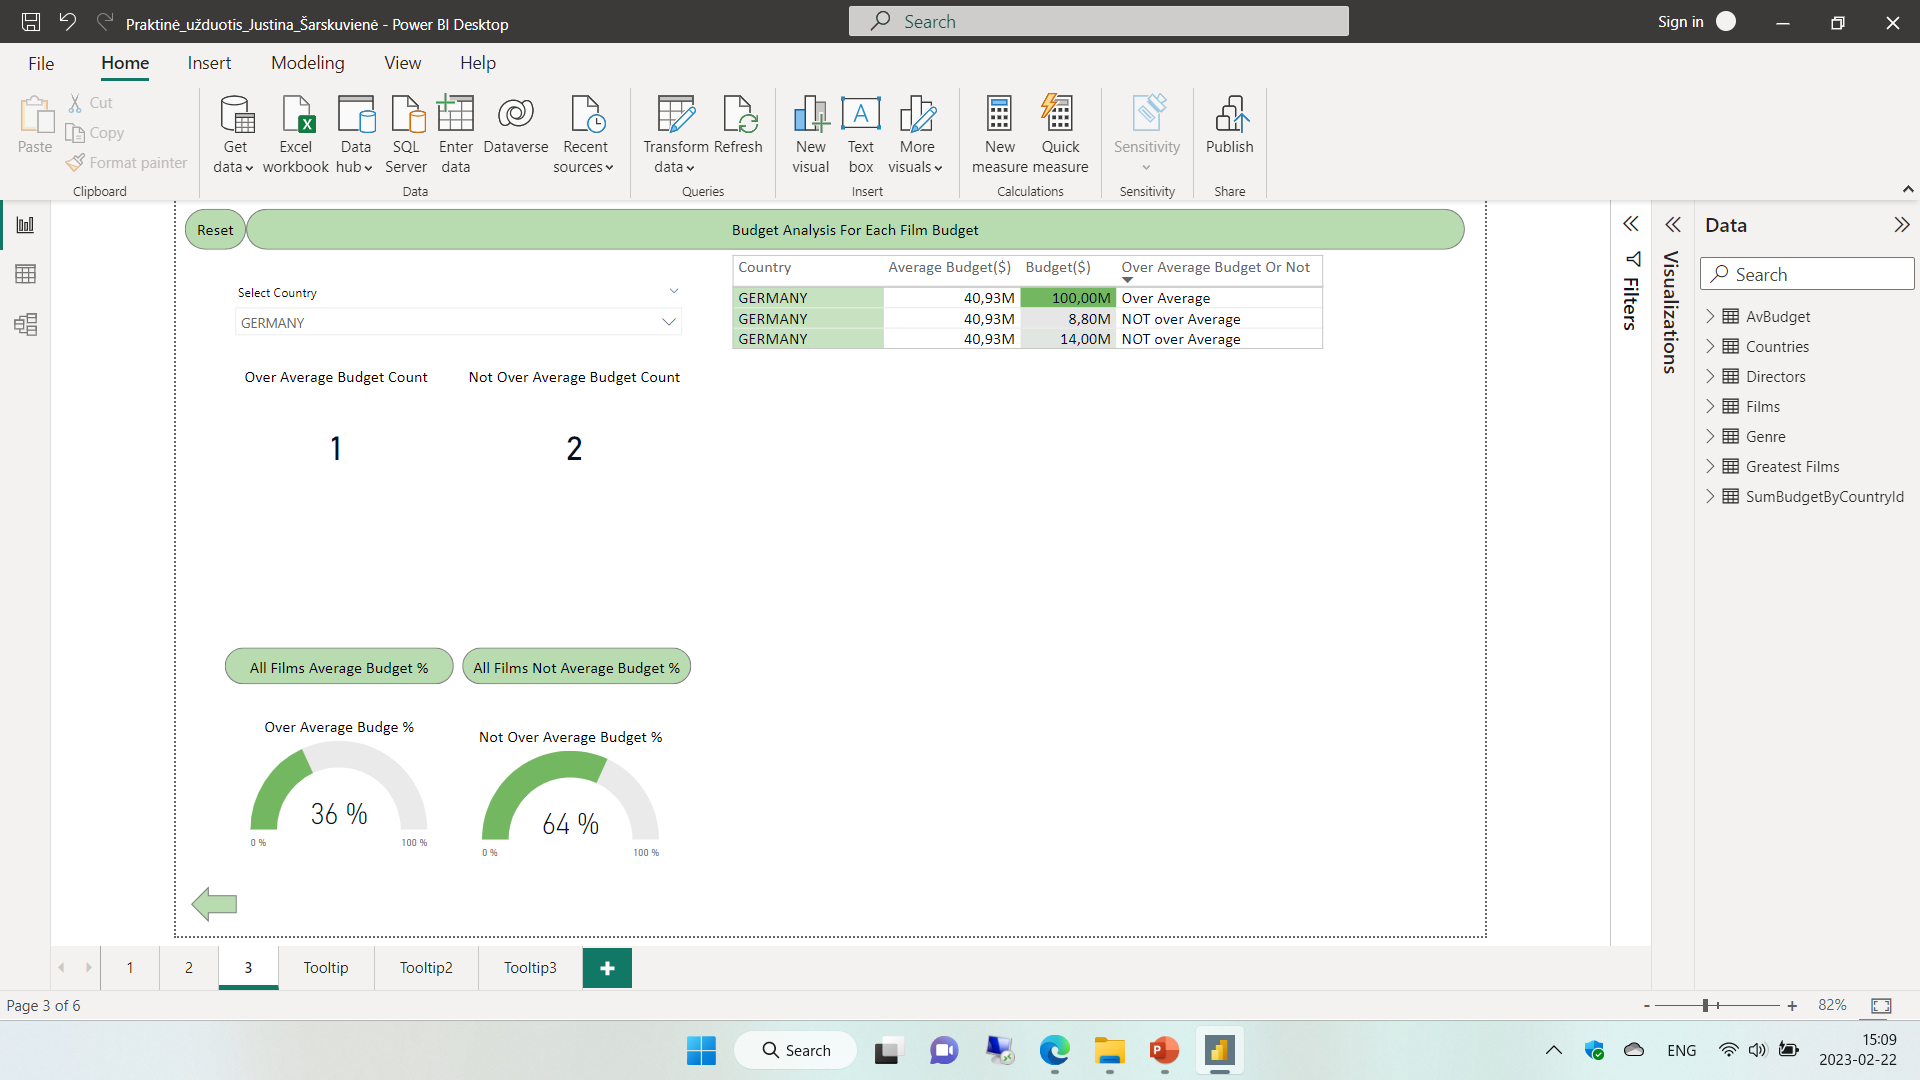 Praktinė_užduotis_Justina_Šarskuvienė - Power BI Desktop
Search
Sign in
File Home Insert Modeling View Help
Paste
Cut
Copy
Format painter
Clipboard
Get data
Excel workbook
Data hub
SQL Server
Enter data
Dataverse
Recent sources
Data
Transform data
Refresh
Queries
New visual
Text box
More visuals
Insert
New measure
Quick measure
Calculations
Sensitivity
Sensitivity
Publish
Share
Reset
Budget Analysis For Each Film Budget
Select Country
GERMANY
Country Average Budget($) Budget($) Over Average Budget Or Not
GERMANY 40,93M 100,00M Over Average
GERMANY 40,93M 8,80M NOT over Average
GERMANY 40,93M 14,00M NOT over Average
Over Average Budget Count
1
Not Over Average Budget Count
2
All Films Average Budget %
All Films Not Average Budget %
Over Average Budge %
36 %
0 % 100 %
Not Over Average Budget %
64 %
0 % 100 %
Filters
Visualizations
Data
Search
AvBudget
Countries
Directors
Films
Genre
Greatest Films
SumBudgetByCountryId
1 2 3 Tooltip Tooltip2 Tooltip3
Page 3 of 6
- + 82%
Search
ENG
15:09
2023-02-22